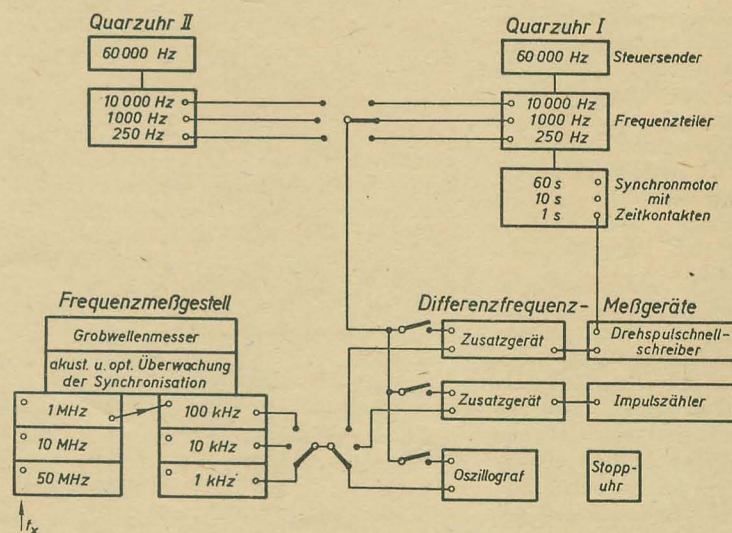 Quarzuhr II
60000 Hz
10000 Hz
1000 Hz
250 Hz
Quarzuhr I
60000 Hz
Steuersender
10000 Hz
1000 Hz
250 Hz
Frequenzteiler
60 s
10 s
1 s
Synchronmotor
mit
Zeitkontakten
Frequenzmeßgestell
Grobwellenmesser
akust. u. opt. Überwachung
der Synchronisation
1 MHz
10 MHz
50 MHz
100 kHz
10 kHz
1 kHz
fx
Differenzfrequenz- Meßgeräte
Zusatzgerät
Drehspulschnell-
schreiber
Zusatzgerät
Impulszähler
Oszillograf
Stopp-
uhr